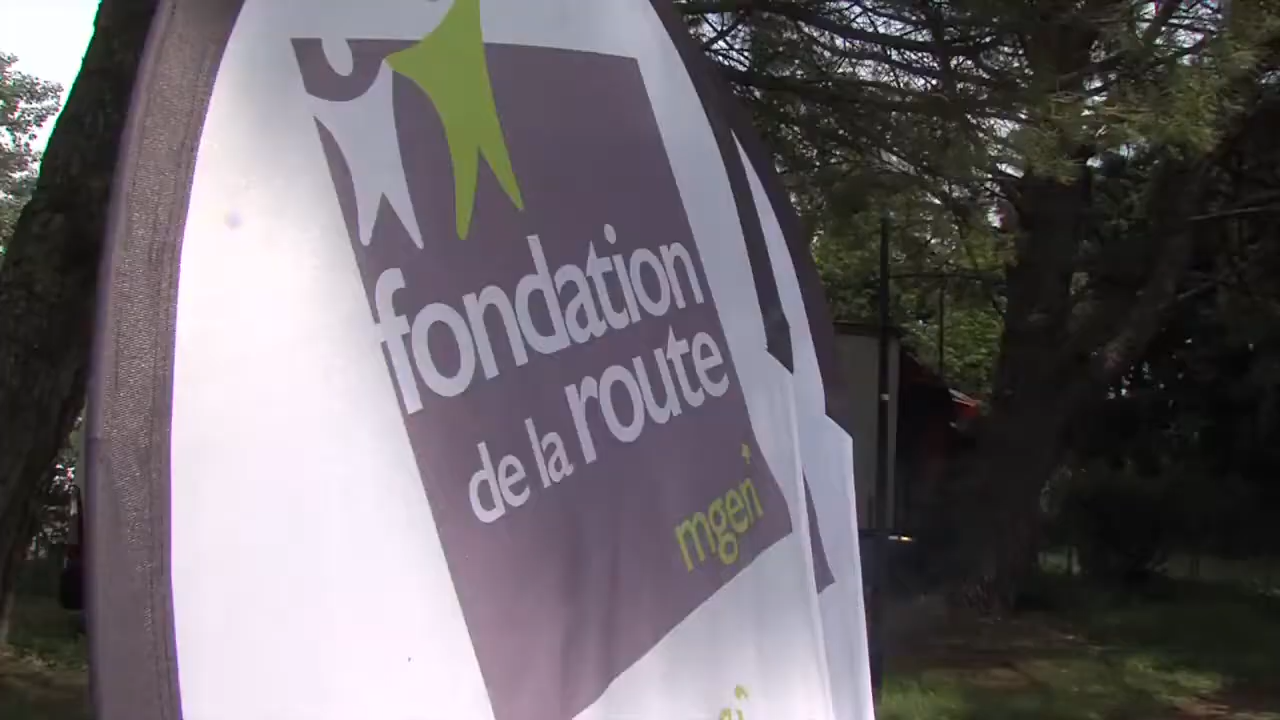 fondation
de la route
mgen